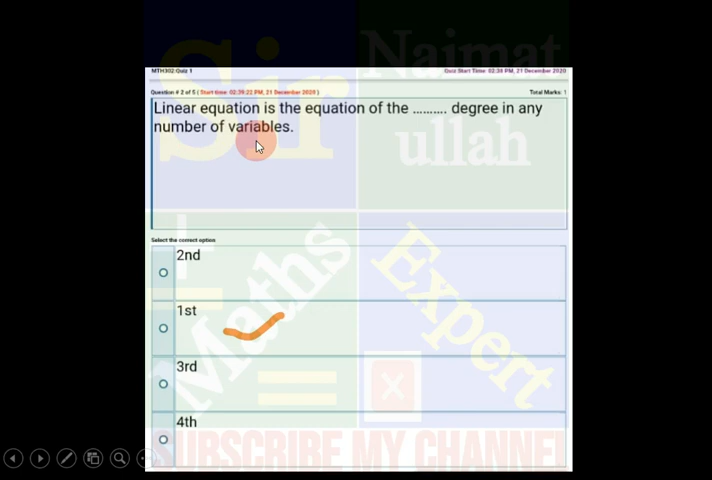 Sir
Naimat
ullah
MTH302:Quiz 1
Quiz Start Time: 02:38 PM, 21 December 2020
Question # 2 of 5 ( Start time: 02:39:22 PM, 21 December 2020 )
Total Marks: 1
Linear equation is the equation of the .......... degree in any
number of variables.
Select the correct option
2nd
1st
3rd
4th
Maths
Expert
SUBSCRIBE MY CHANNEL